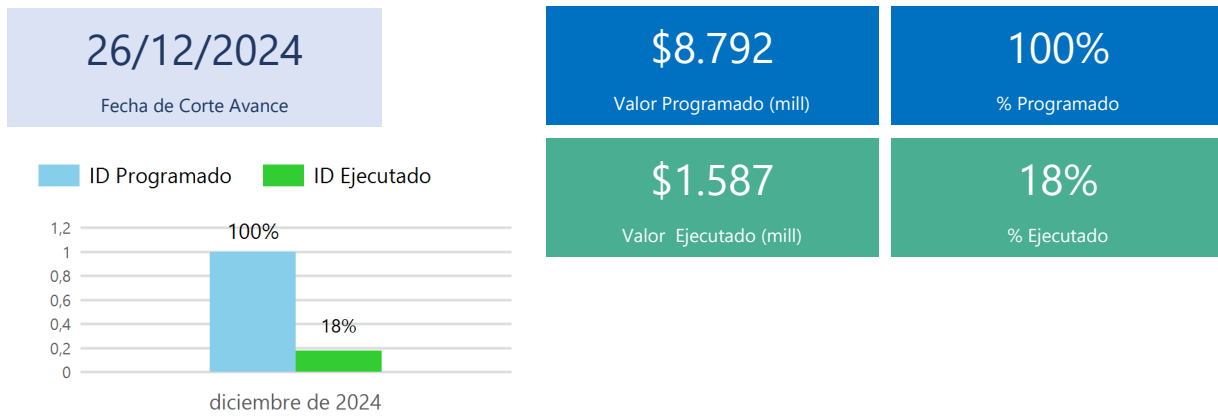 26/12/2024
Fecha de Corte Avance
$8.792
Valor Programado (mill)
100%
% Programado
$1.587
Valor Ejecutado (mill)
18%
% Ejecutado
ID Programado
ID Ejecutado
1,2
1
0,8
0,6
0,4
0,2
0
100%
18%
diciembre de 2024